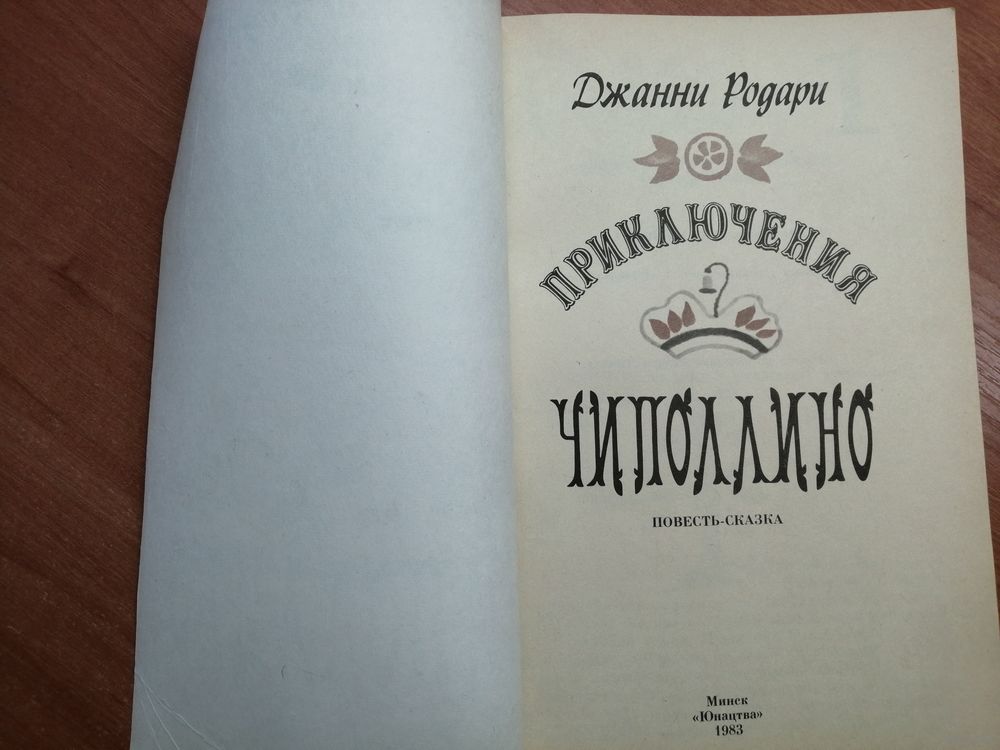 Джанни Родари
ПРИКЛЮЧЕНИЯ
ЧИПОЛЛИНО
ПОВЕСТЬ-СКАЗКА
Минск
«Юнацтва»
1983